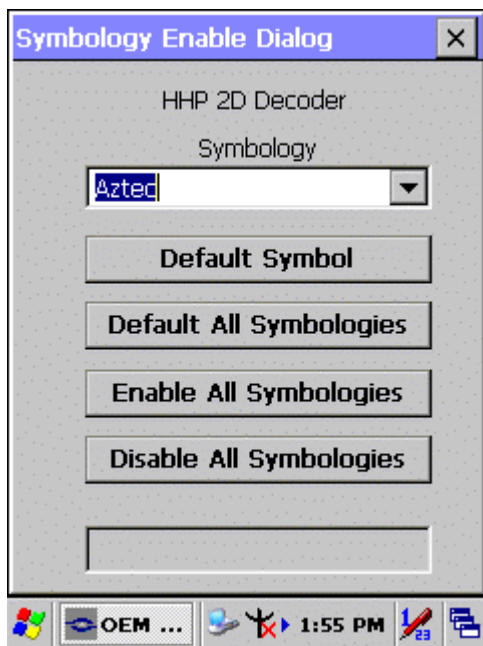 Symbology Enable Dialog
HHP 2D Decoder
Symbology
Aztec
Default Symbol
Default All Symbologies
Enable All Symbologies
Disable All Symbologies
OEM ... 1:55 PM 1/23